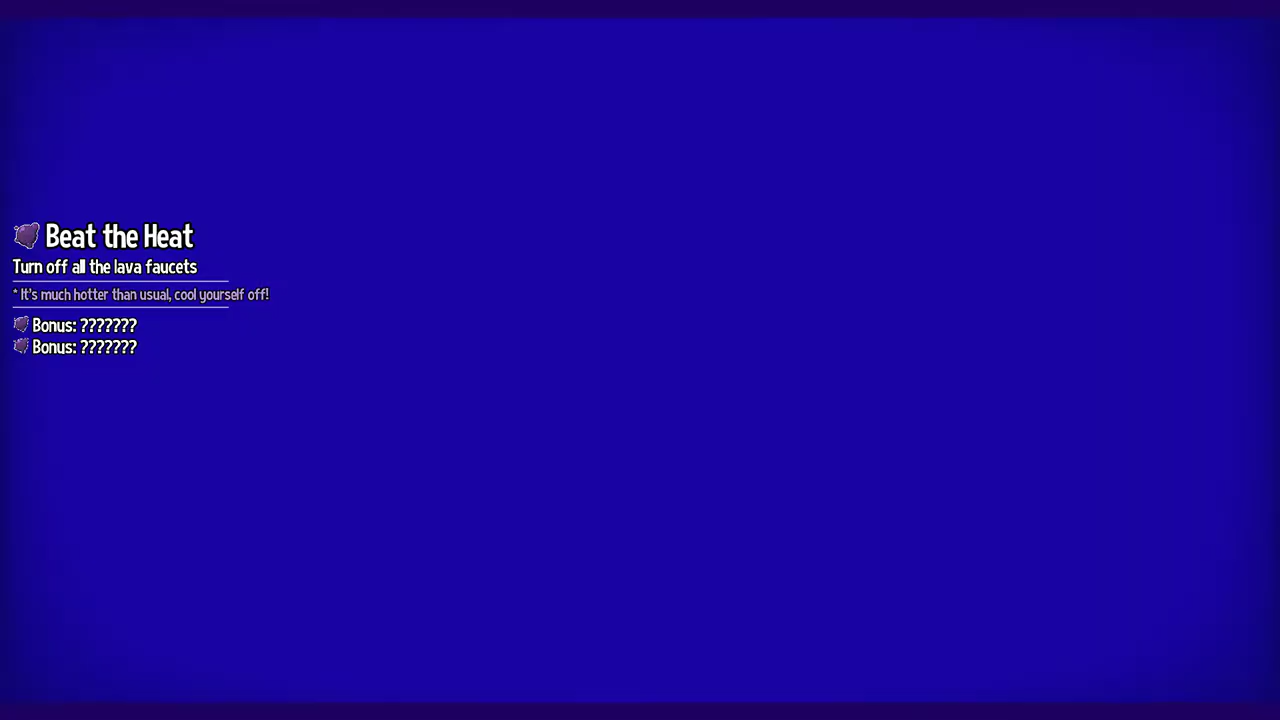 Beat the Heat
Turn off all the lava faucets
* It's much hotter than usual, cool yourself off!
Bonus: ???????
Bonus: ???????